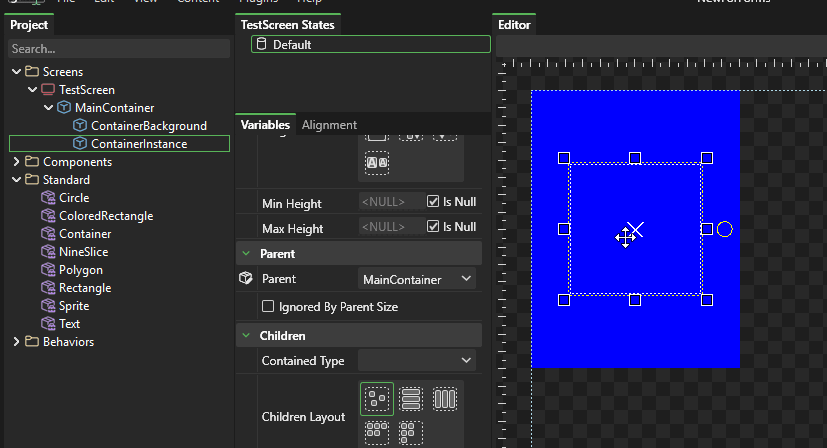 File Edit View Content Plugins Help
Project
Search...
Screens
TestScreen
MainContainer
ContainerBackground
ContainerInstance
Components
Standard
Circle
ColoredRectangle
Container
NineSlice
Polygon
Rectangle
Sprite
Text
Behaviors
TestScreen States
Default
Variables Alignment
Min Height <NULL> Is Null
Max Height <NULL> Is Null
Parent
Parent MainContainer
Ignored By Parent Size
Children
Contained Type
Children Layout
Editor